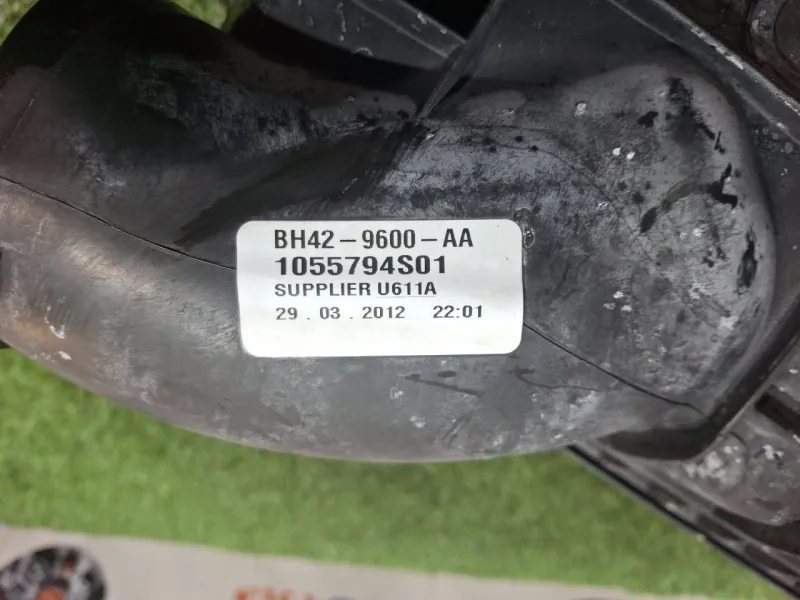 BH42-9600-AA
1055794S01
SUPPLIER U611A
29 . 03 . 2012 22:01